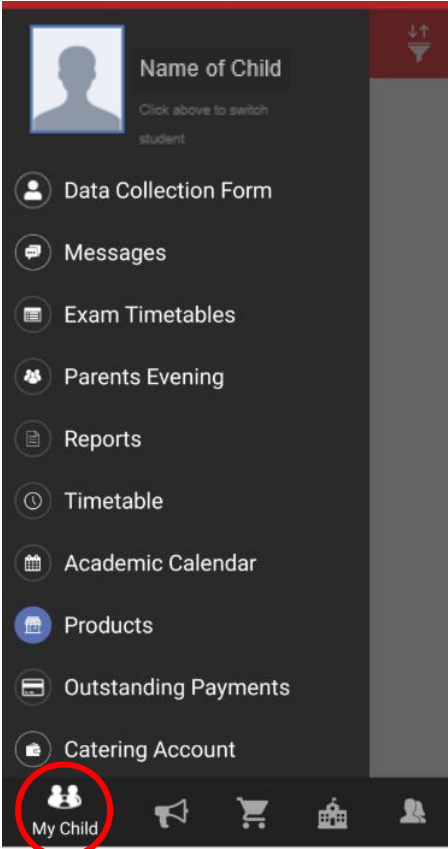 Name of Child
Click above to switch
student
Data Collection Form
Messages
Exam Timetables
Parents Evening
Reports
Timetable
Academic Calendar
Products
Outstanding Payments
Catering Account
My Child